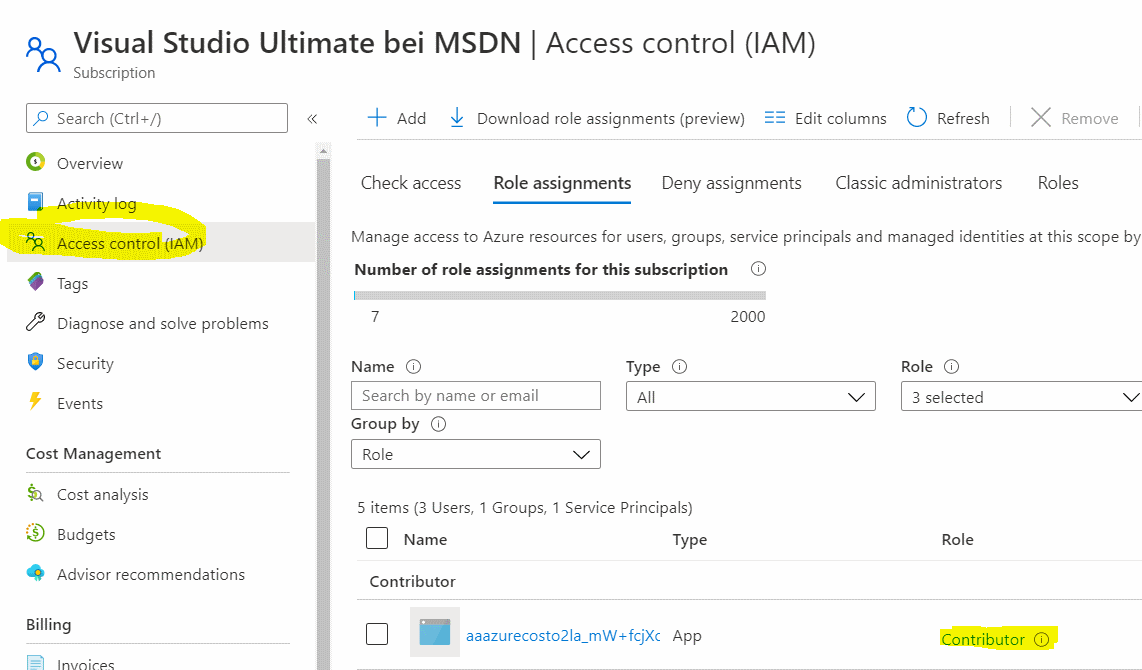 Visual Studio Ultimate bei MSDN | Access control (IAM)
Subscription
Search (Ctrl+/)
«
Overview
Activity log
Access control (IAM)
Tags
Diagnose and solve problems
Security
Events
Cost Management
Cost analysis
Budgets
Advisor recommendations
Billing
Invoices
Add Download role assignments (preview) Edit columns Refresh Remove
Check access Role assignments Deny assignments Classic administrators Roles
Manage access to Azure resources for users, groups, service principals and managed identities at this scope by
Number of role assignments for this subscription
7 2000
Name Type Role
Search by name or email All 3 selected
Group by
Role
5 items (3 Users, 1 Groups, 1 Service Principals)
Name Type Role
Contributor
aaazurecosto2la_mW+fcjXc App Contributor